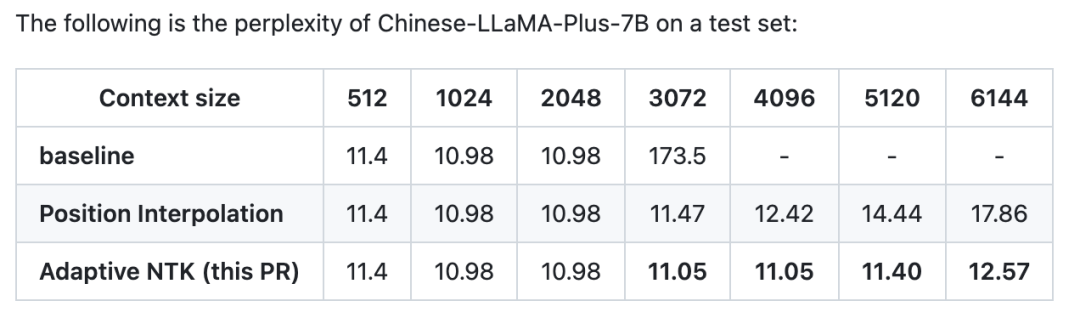 The following is the perplexity of Chinese-LLaMA-Plus-7B on a test set:
Context size 512 1024 2048 3072 4096 5120 6144
baseline 11.4 10.98 10.98 173.5 - - -
Position Interpolation 11.4 10.98 10.98 11.47 12.42 14.44 17.86
Adaptive NTK (this PR) 11.4 10.98 10.98 11.05 11.05 11.40 12.57